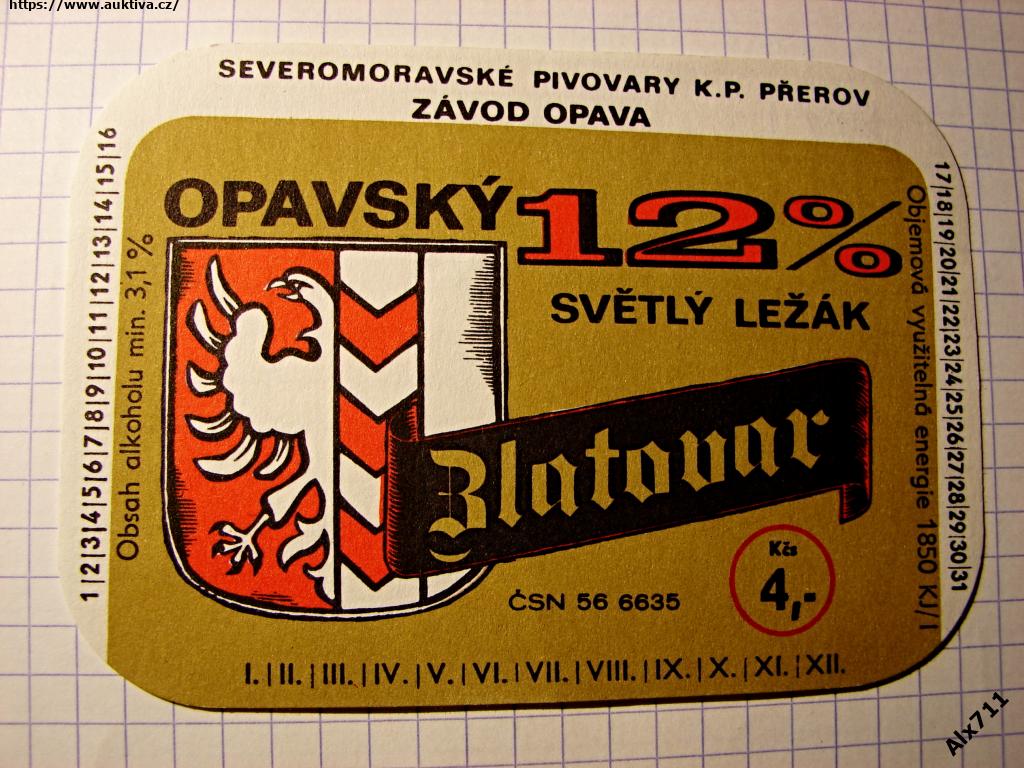 https://www.auktiva.cz/
SEVEROMORAVSKÉ PIVOVARY K.P. PŘEROV
ZÁVOD OPAVA
OPAVSKÝ 12%
SVĚTLÝ LEŽÁK
Zlatovar
ČSN 56 6635
Kčs
4,-
I.|II.|III.|IV.|V.|VI.|VII.|VIII.|IX.|X.|XI.|XII.
1|2|3|4|5|6|7|8|9|10|11|12|13|14|15|16
Obsah alkoholu min. 3,1 %
17|18|19|20|21|22|23|24|25|26|27|28|29|30|31
Objemová využitelná energie 1850 KJ/l
Alx711